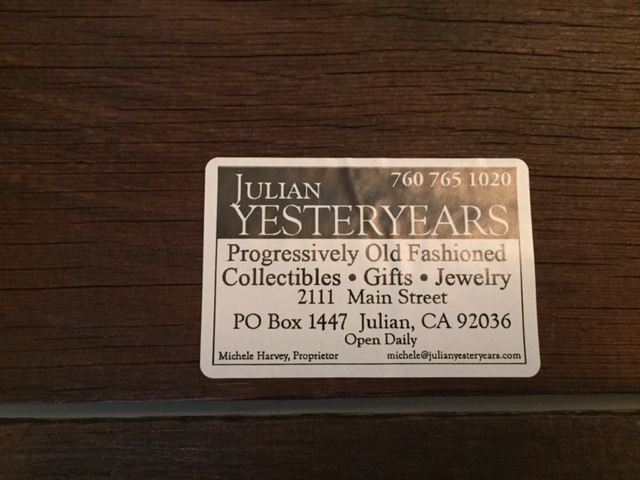 760 765 1020
JULIAN
YESTERYEARS
Progressively Old Fashioned
Collectibles • Gifts • Jewelry
2111 Main Street
PO Box 1447 Julian, CA 92036
Open Daily
Michele Harvey, Proprietor michele@julianyesteryears.com